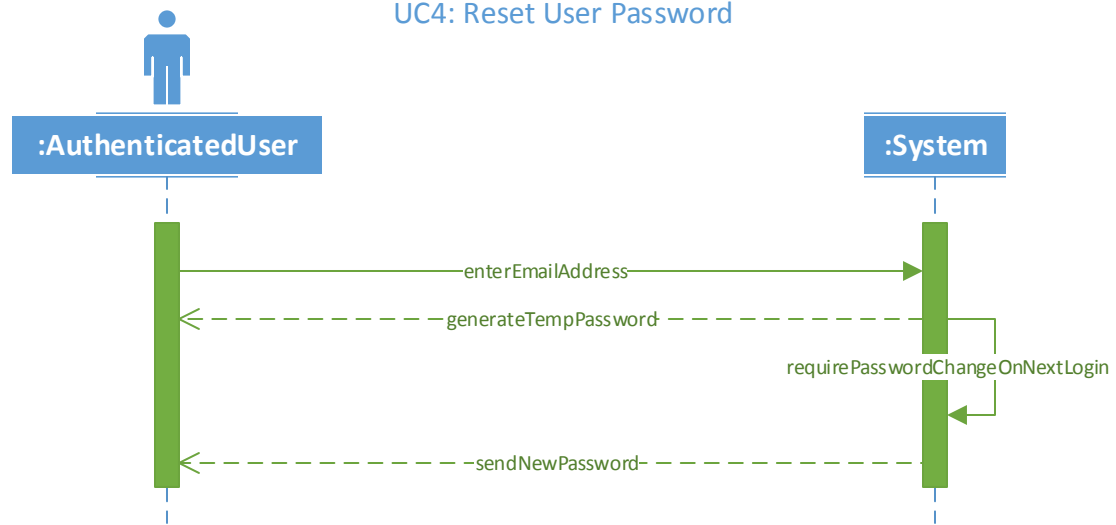 UC4: Reset User Password
:AuthenticatedUser
:System
enterEmailAddress
generateTempPassword
requirePasswordChangeOnNextLogin
sendNewPassword